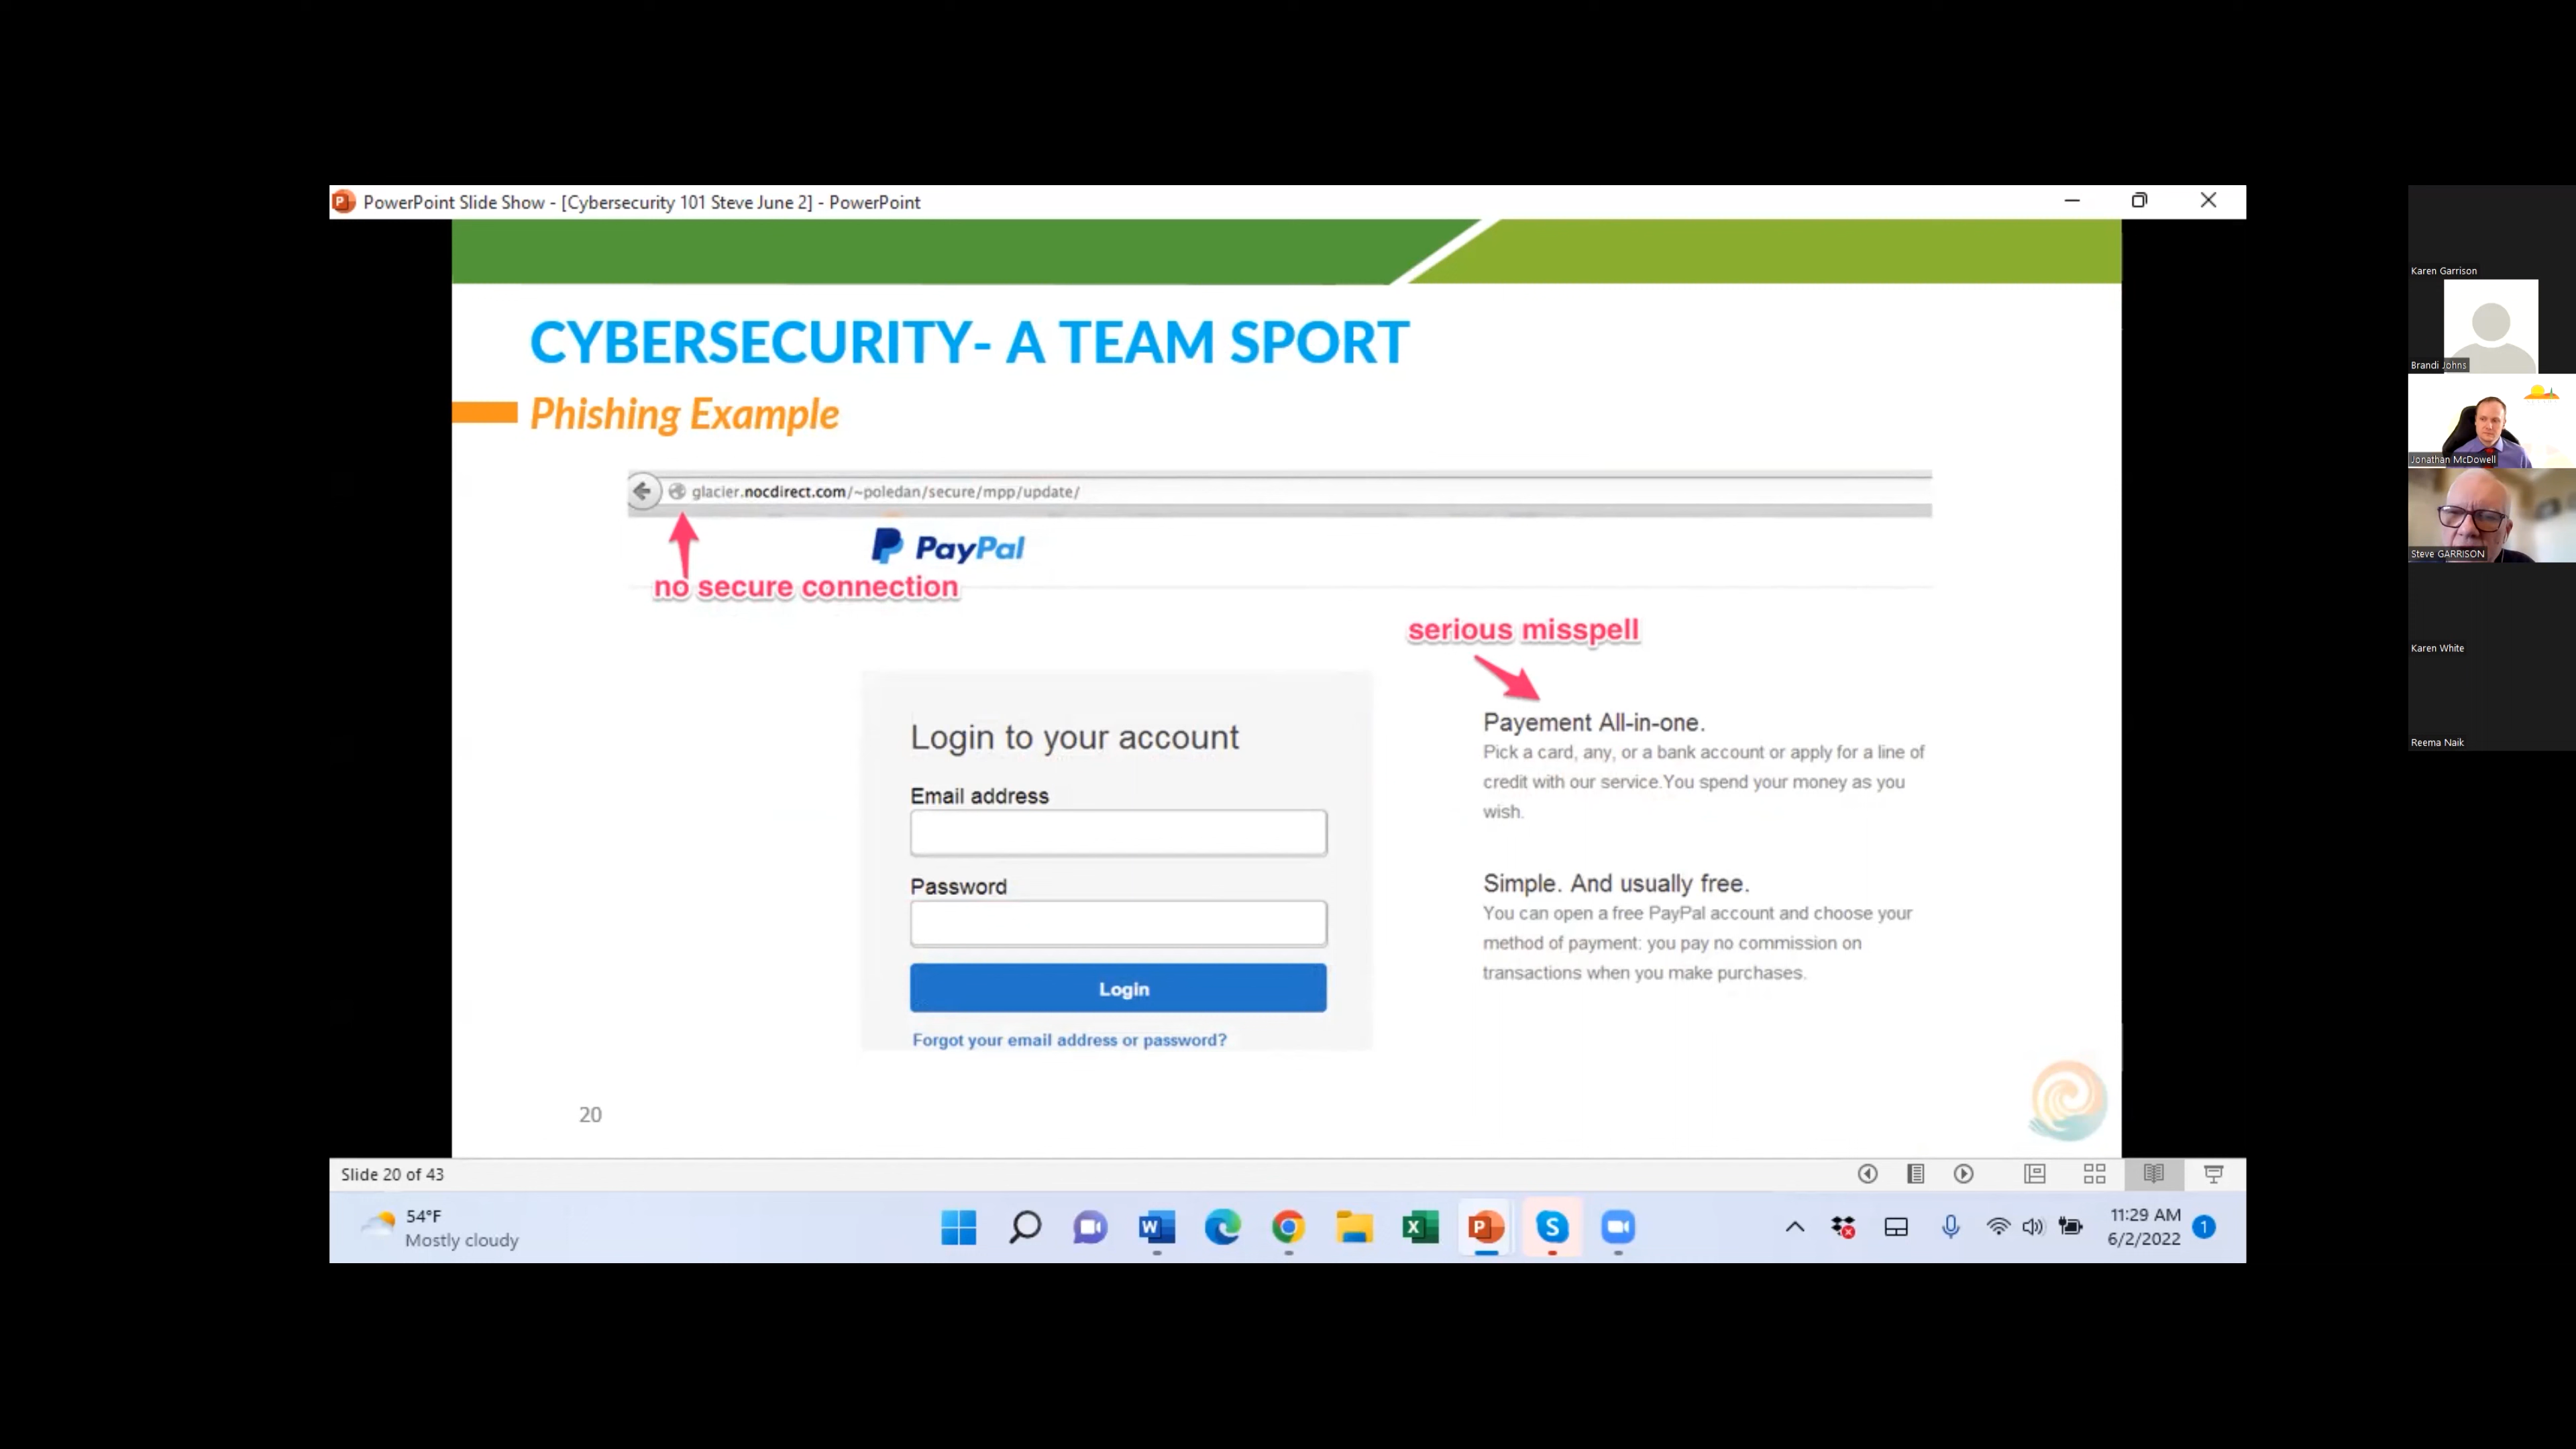 PowerPoint Slide Show - [Cybersecurity 101 Steve June 2] - PowerPoint
CYBERSECURITY- A TEAM SPORT
Phishing Example
glacier.nocdirect.com/~poledan/secure/mpp/update/
PayPal
no secure connection
serious misspell
Login to your account
Email address
Password
Login
Forgot your email address or password?
Payement All-in-one.
Pick a card, any, or a bank account or apply for a line of
credit with our service.You spend your money as you
wish.
Simple. And usually free.
You can open a free PayPal account and choose your
method of payment: you pay no commission on
transactions when you make purchases.
20
Slide 20 of 43
54°F
Mostly cloudy
11:29 AM
6/2/2022
1
Karen Garrison
Brandi Johns
Jonathan McDowell
Steve GARRISON
Karen White
Reema Naik